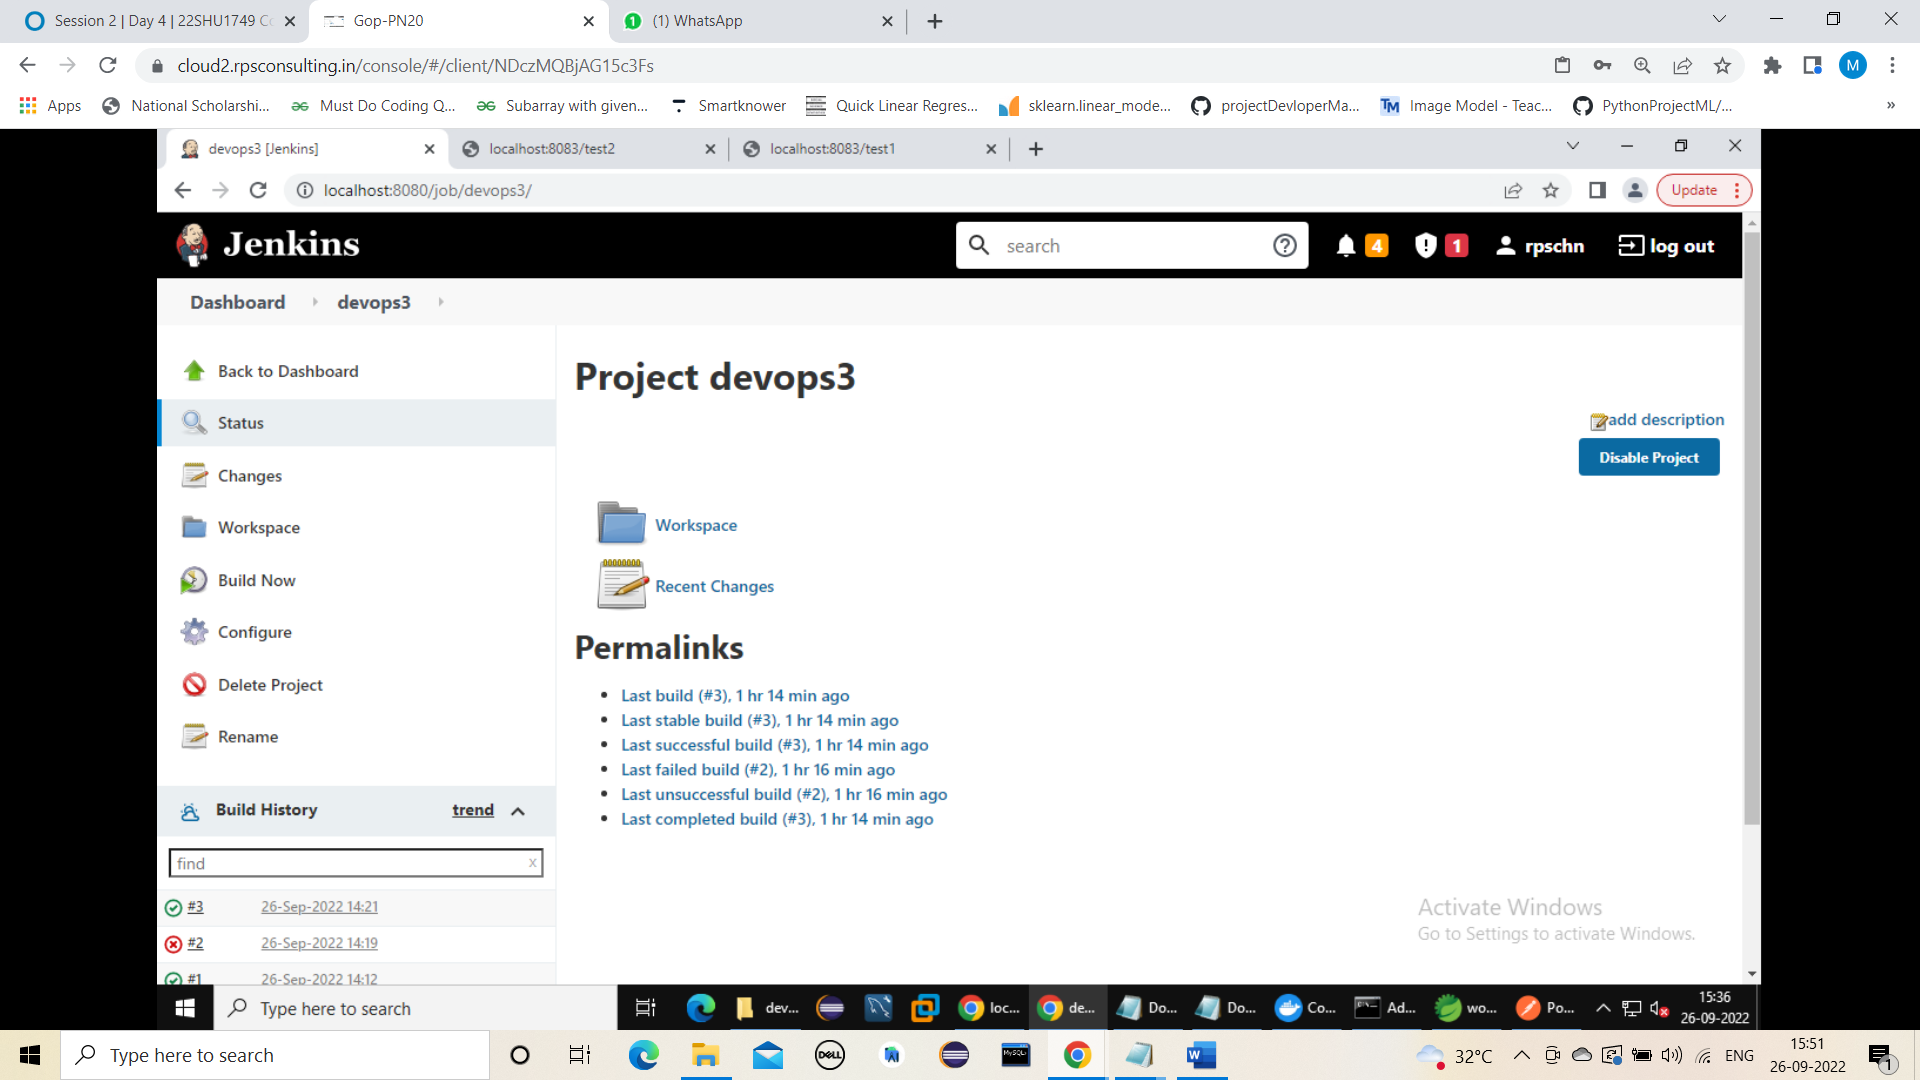 Session 2 | Day 4 | 22SHU1749 Co
Gop-PN20
(1) WhatsApp
cloud2.rpsconsulting.in/console/#/client/NDczMQBjAG15c3Fs
M
Apps
National Scholarshi...
Must Do Coding Q...
Subarray with given...
Smartknower
Quick Linear Regres...
sklearn.linear_mode...
projectDevloperMa...
TM Image Model - Teac...
PythonProjectML/...
»
devops3 [Jenkins]
localhost:8083/test2
localhost:8083/test1
localhost:8080/job/devops3/
Update
Jenkins
search
4
1
rpschn
log out
Dashboard
devops3
Back to Dashboard
Status
Changes
Workspace
Build Now
Configure
Delete Project
Rename
Build History
trend
find
x
#3 26-Sep-2022 14:21
#2 26-Sep-2022 14:19
#1 26-Sep-2022 14:12
Project devops3
add description
Disable Project
Workspace
Recent Changes
Permalinks
Last build (#3), 1 hr 14 min ago
Last stable build (#3), 1 hr 14 min ago
Last successful build (#3), 1 hr 14 min ago
Last failed build (#2), 1 hr 16 min ago
Last unsuccessful build (#2), 1 hr 16 min ago
Last completed build (#3), 1 hr 14 min ago
Activate Windows
Go to Settings to activate Windows.
Type here to search
dev...
loc...
de...
Do...
Do...
Co...
Ad...
wo...
Po...
15:36
26-09-2022
Type here to search
DELL
MySQL
W
32°C
ENG
15:51
26-09-2022
1